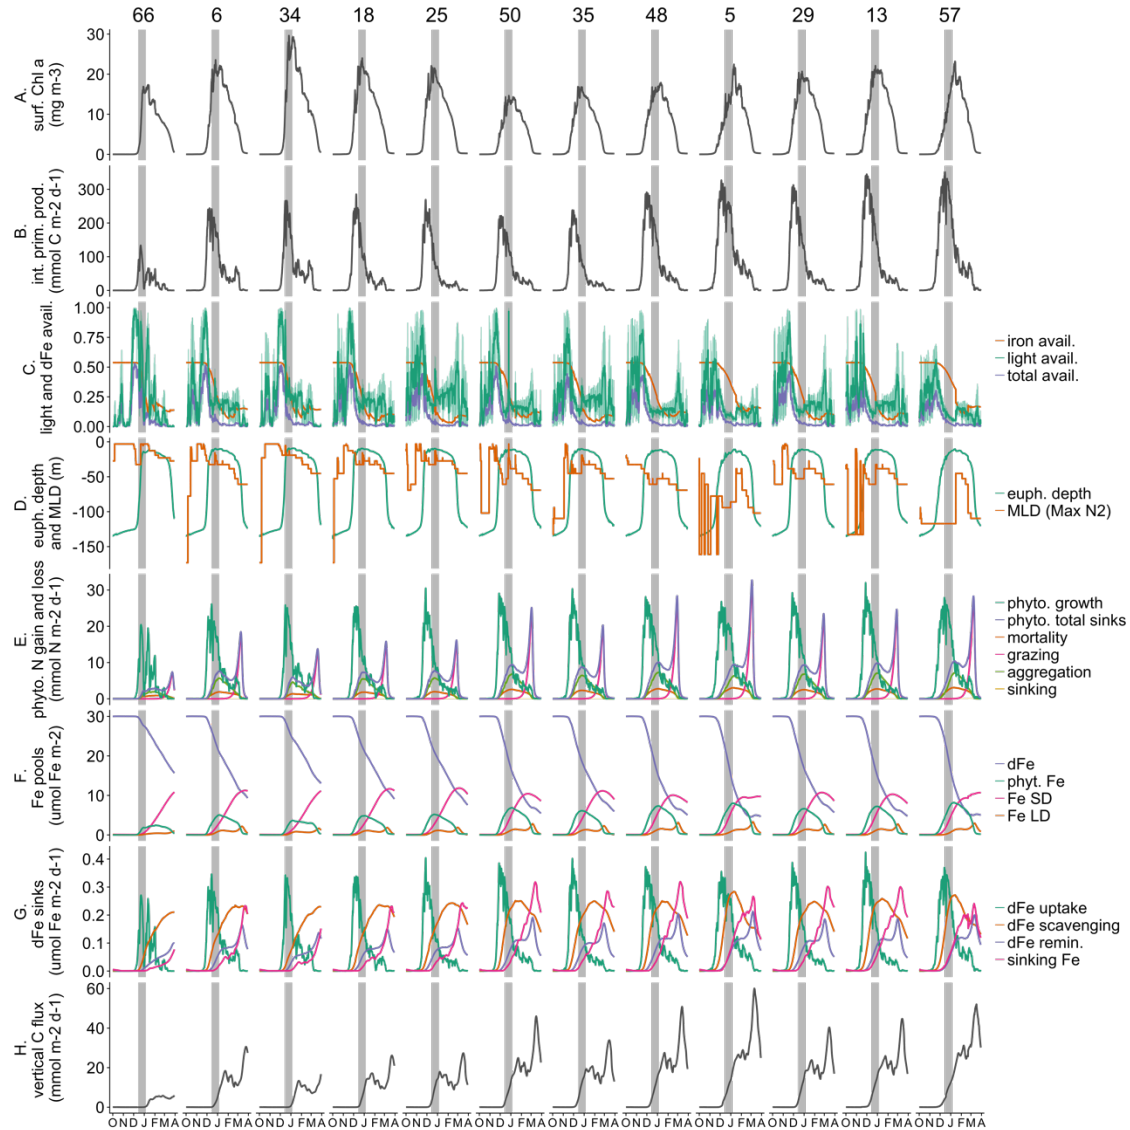 66 6 34 18 25 50 35 48 5 29 13 57
A.
surf. Chl a
(mg m-3)
30
20
10
0
B.
int. prim. prod.
(mmol C m-2 d-1)
300
200
100
0
C.
light and dFe avail.
1.00
0.75
0.50
0.25
0.00
iron avail.
light avail.
total avail.
D.
euph. depth
and MLD (m)
0
-50
-100
-150
euph. depth
MLD (Max N2)
E.
phyto. N gain and loss
(mmol N m-2 d-1)
30
20
10
0
phyto. growth
phyto. total sinks
mortality
grazing
aggregation
sinking
F.
Fe pools
(umol Fe m-2)
30
20
10
0
dFe
phyt. Fe
Fe SD
Fe LD
G.
dFe sinks
(umol Fe m-2 d-1)
0.4
0.3
0.2
0.1
0.0
dFe uptake
dFe scavenging
dFe remin.
sinking Fe
H.
vertical C flux
(mmol m-2 d-1)
60
40
20
0
O N D J F M A O N D J F M A O N D J F M A O N D J F M A O N D J F M A O N D J F M A O N D J F M A O N D J F M A O N D J F M A O N D J F M A O N D J F M A O N D J F M A